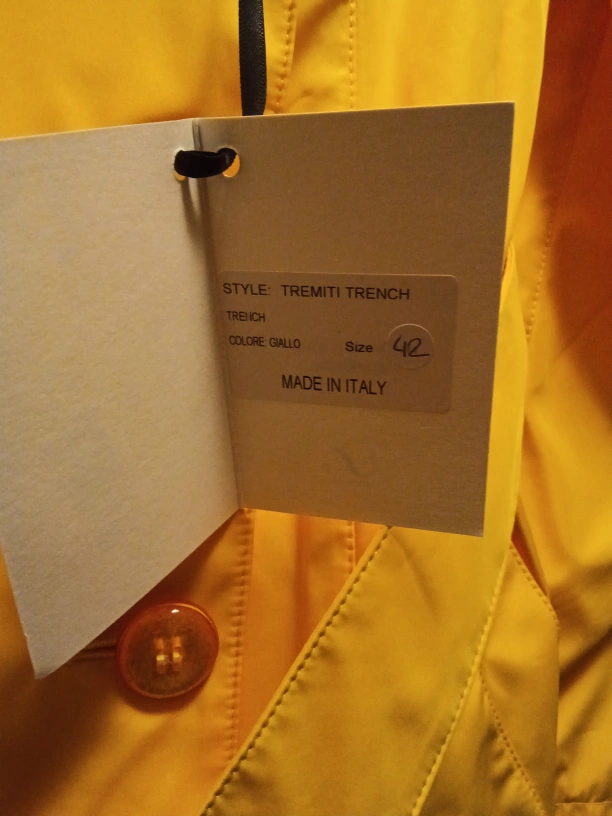 STYLE: TREMITI TRENCH
TRENCH
COLORE GIALLO Size 42
MADE IN ITALY